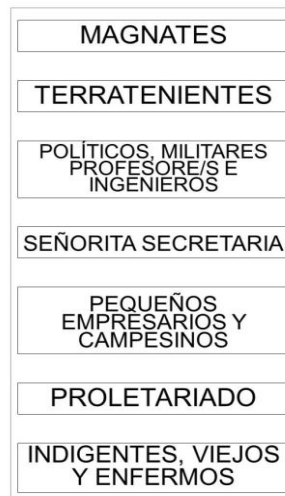 MAGNATES
TERRATENIENTES
POLÍTICOS, MILITARES
PROFESORE/S E
INGENIEROS
SEÑORITA SECRETARIA
PEQUEÑOS
EMPRESARIOS Y
CAMPESINOS
PROLETARIADO
INDIGENTES, VIEJOS
Y ENFERMOS